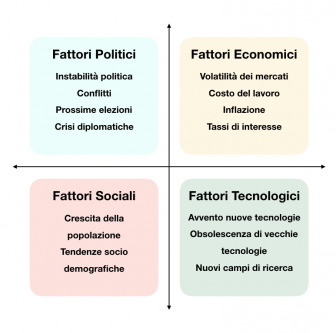 Fattori Politici
Instabilità politica
Conflitti
Prossime elezioni
Crisi diplomatiche
Fattori Economici
Volatilità dei mercati
Costo del lavoro
Inflazione
Tassi di interesse
Fattori Sociali
Crescita della
popolazione
Tendenze socio
demografiche
Fattori Tecnologici
Avvento nuove tecnologie
Obsolescenza di vecchie
tecnologie
Nuovi campi di ricerca